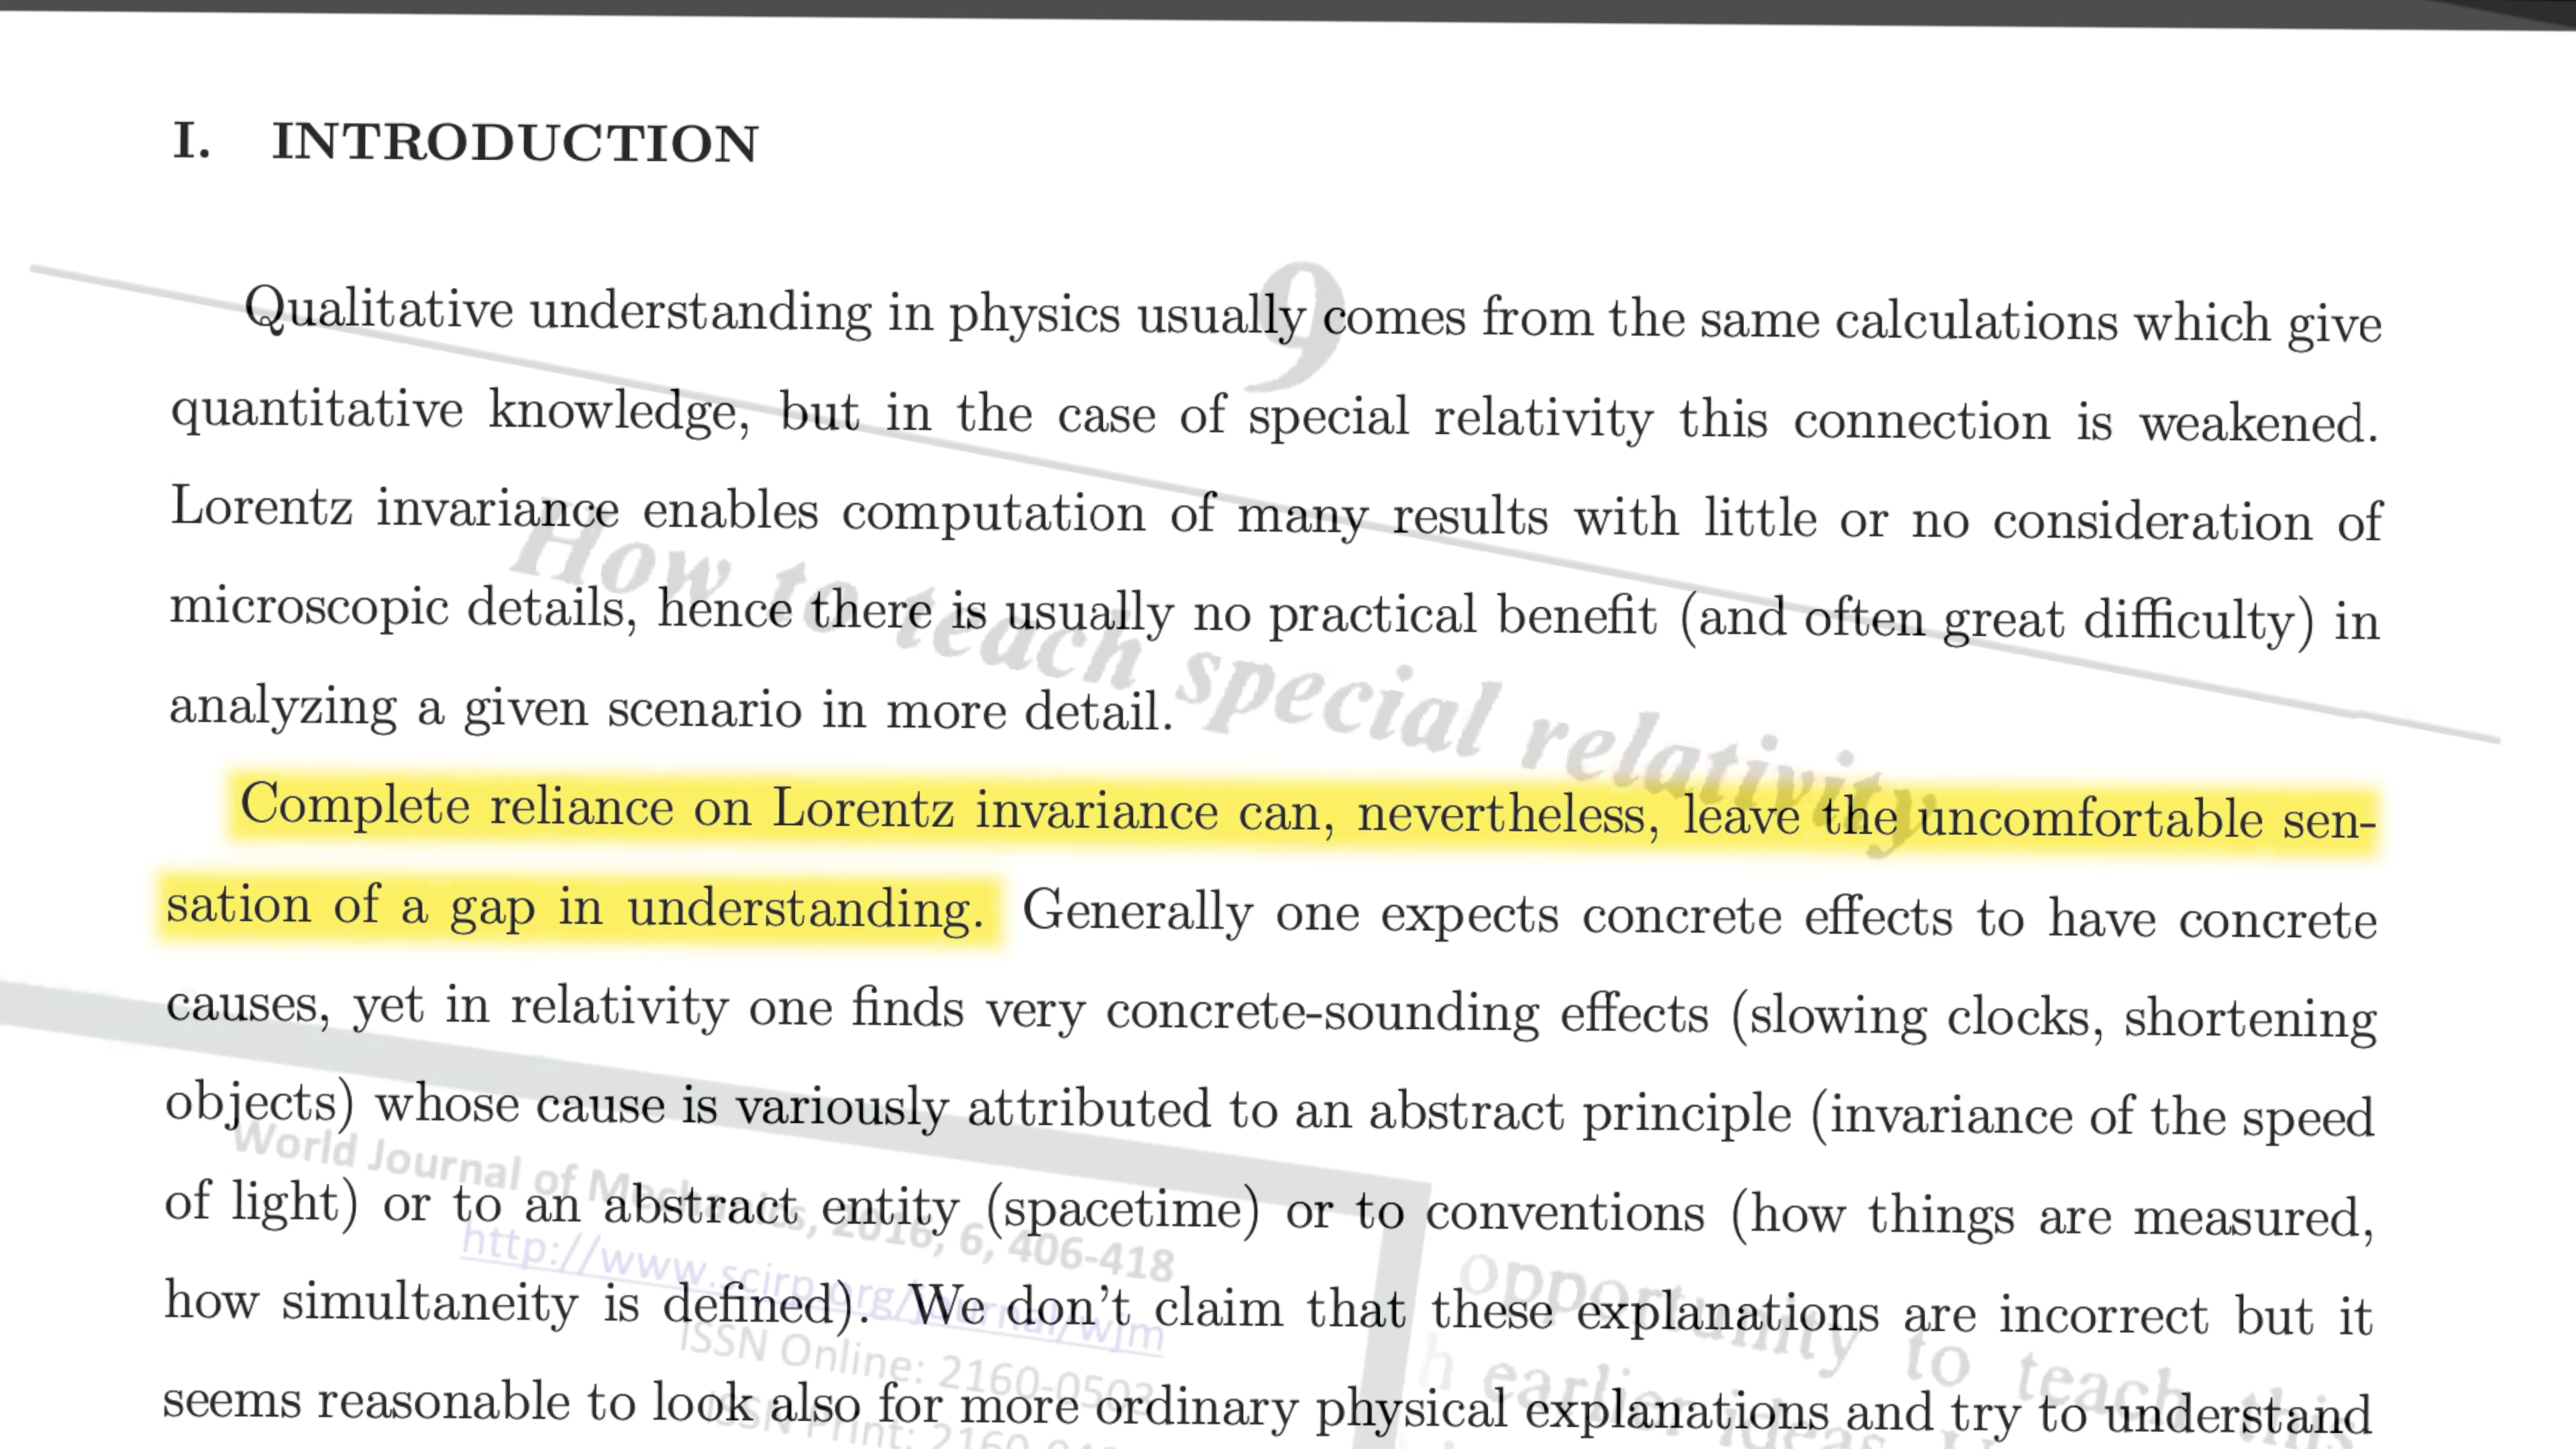 I. INTRODUCTION
9
Qualitative understanding in physics usually comes from the same calculations which give
quantitative knowledge, but in the case of special relativity this connection is weakened.
Lorentz invariance enables computation of many results with little or no consideration of
microscopic details, hence there is usually no practical benefit (and often great difficulty) in
analyzing a given scenario in more detail.
How to teach special relativity
Complete reliance on Lorentz invariance can, nevertheless, leave the uncomfortable sen-
sation of a gap in understanding. Generally one expects concrete effects to have concrete
causes, yet in relativity one finds very concrete-sounding effects (slowing clocks, shortening
objects) whose cause is variously attributed to an abstract principle (invariance of the speed
of light) or to an abstract entity (spacetime) or to conventions (how things are measured,
how simultaneity is defined). We don't claim that these explanations are incorrect but it
seems reasonable to look also for more ordinary physical explanations and try to understand
World Journal of Mechanics, 2016, 6, 406-418
http://www.scirp.org/journal/wjm
ISSN Online: 2160-0503
ISSN Print:
opportunity to teach this
earlier ideas